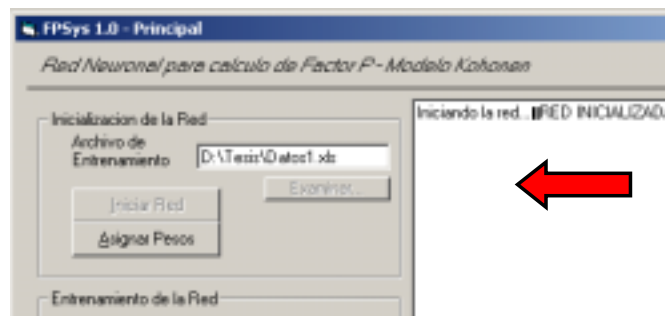 FPSys 1.0 - Principal
Red Neuronal para calculo de Factor P - Modelo Kohonen
Inicializacion de la Red
Archivo de
Entrenamiento
D:\Tesis\Datos1.xls
Examinar...
Iniciar Red
Asignar Pesos
Entrenamiento de la Red
Iniciando la red...||RED INICIALIZADA